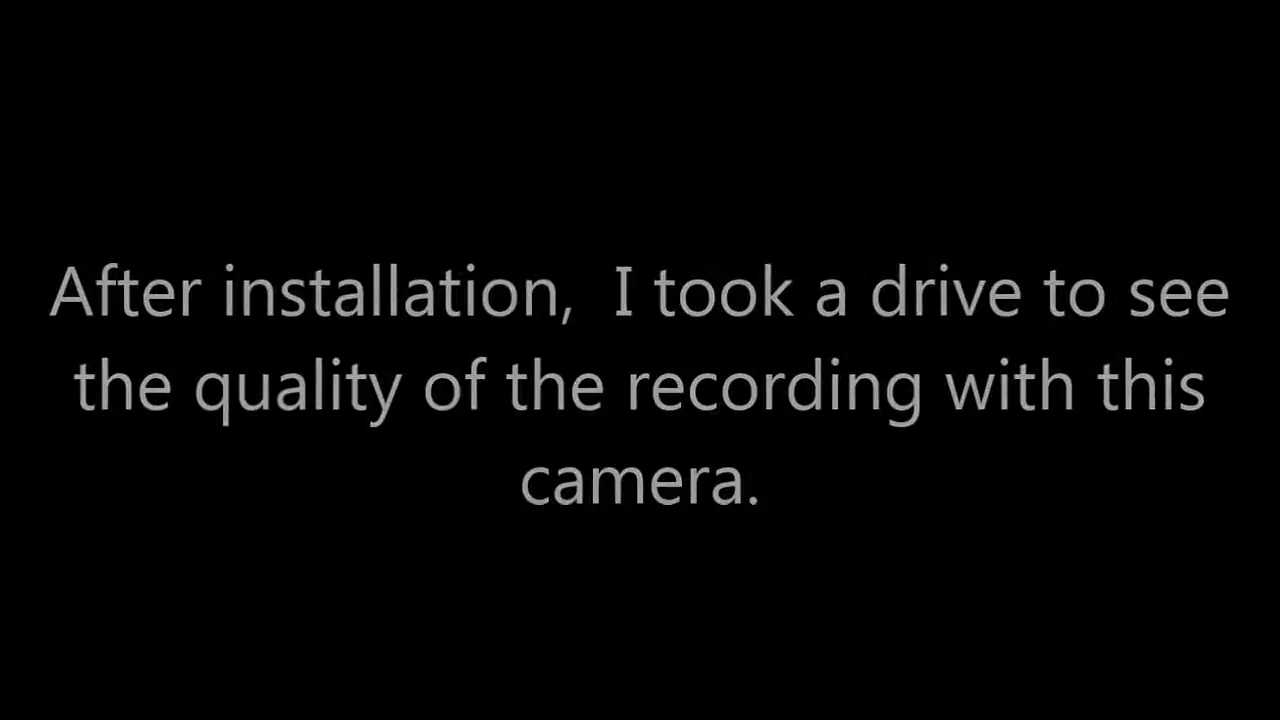 After installation,  I took a drive to see
the quality of the recording with this
camera.